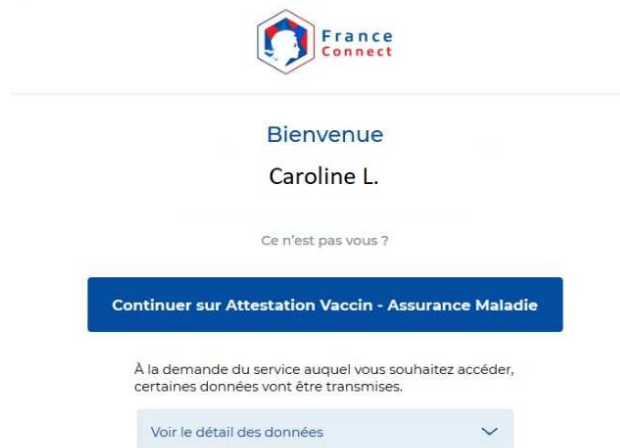 France
Connect
Bienvenue
Caroline L.
Ce n'est pas vous ?
Continuer sur Attestation Vaccin - Assurance Maladie
À la demande du service auquel vous souhaitez accéder,
certaines données vont être transmises.
Voir le détail des données